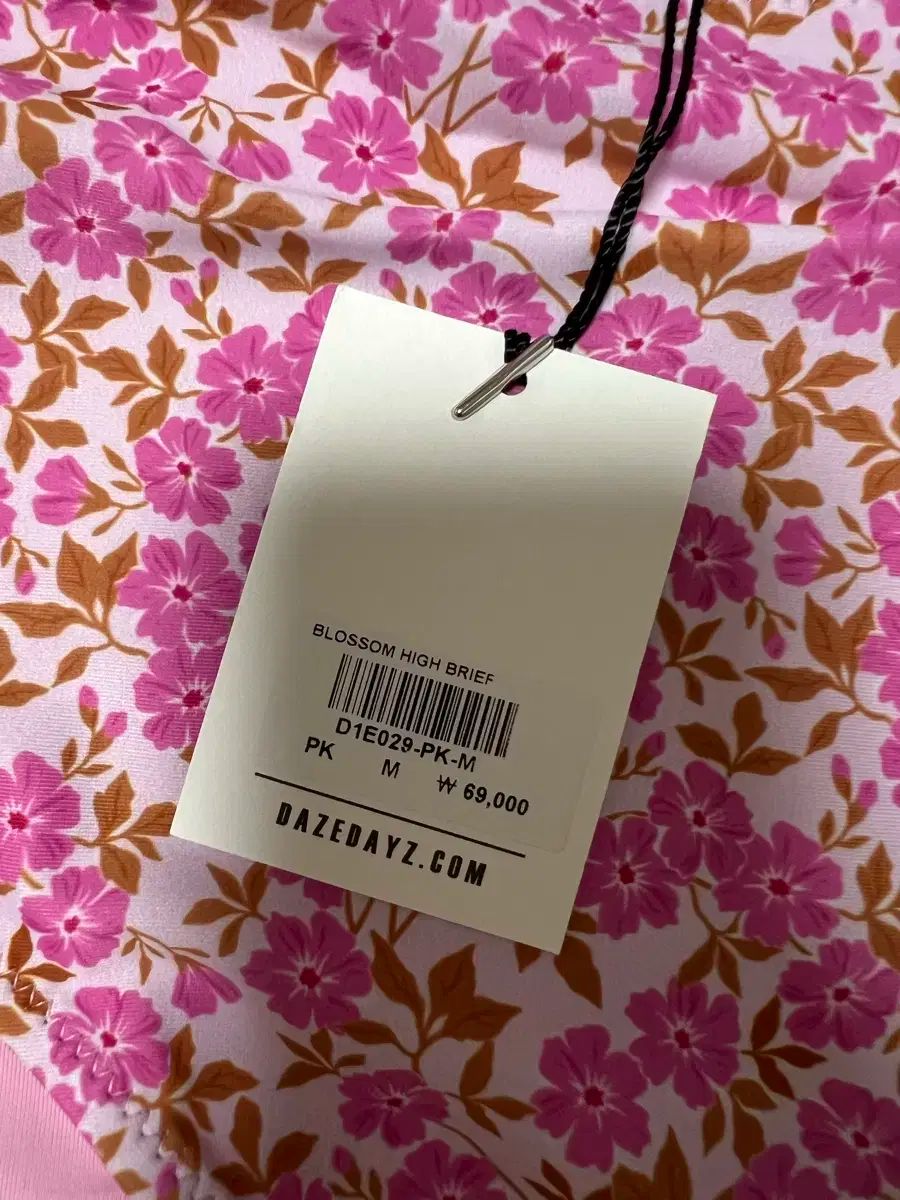 BLOSSOM HIGH BRIEF
D1E029-PK-M
PK M ₩ 69,000
DAZEDAYZ.COM